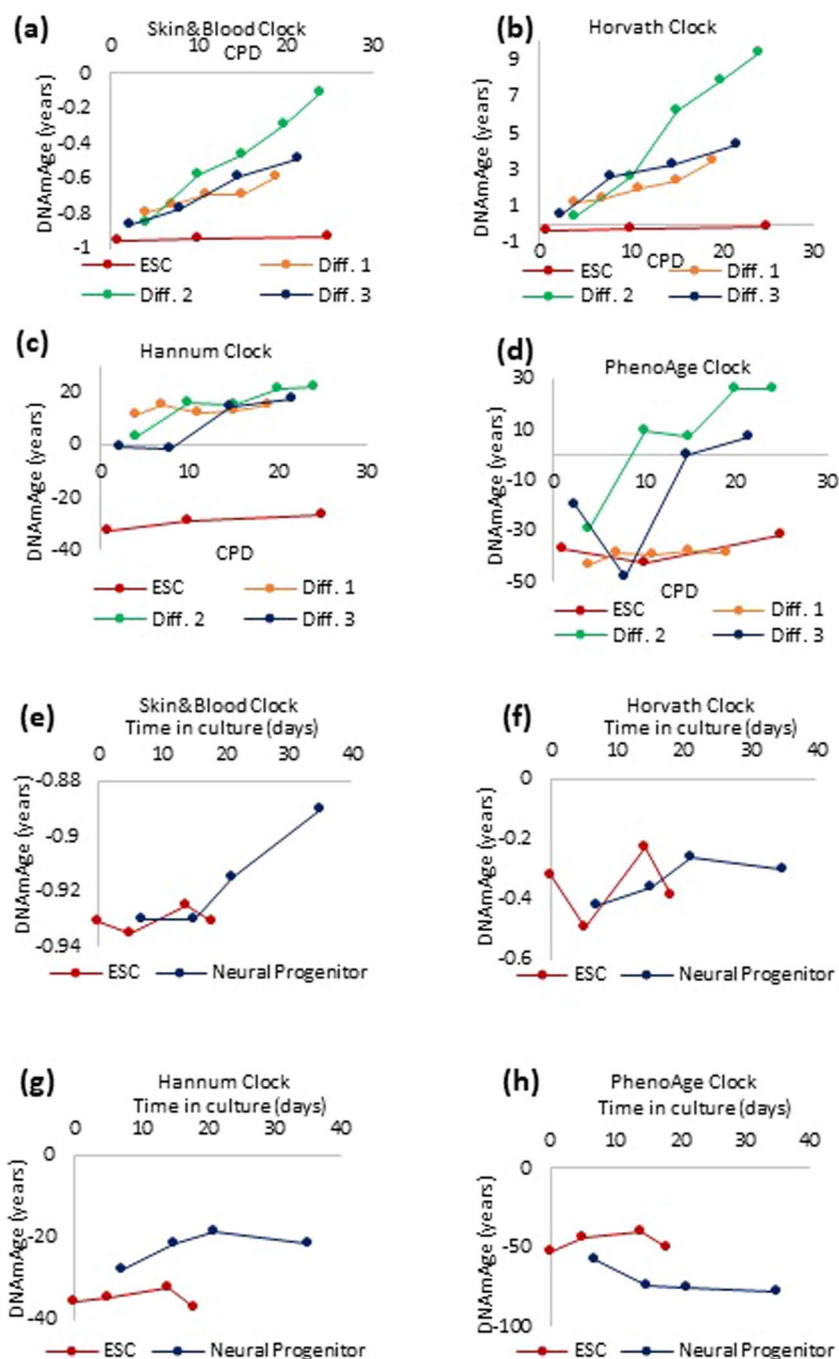 (a)
Skin&Blood Clock
CPD
0 10 20 30
0
-0.2
-0.4
-0.6
-0.8
-1
DNAmAge (years)
ESC Diff. 1
Diff. 2 Diff. 3
(b)
Horvath Clock
9
7
5
3
1
-1
DNAmAge (years)
0 10 20 30
CPD
ESC Diff. 1
Diff. 2 Diff. 3
(c)
Hannum Clock
20
0
-20
-40
DNAmAge (years)
0 10 20 30
CPD
ESC Diff. 1
Diff. 2 Diff. 3
(d)
PhenoAge Clock
30
10
-10
-30
-50
DNAmAge (years)
0 10 20 30
CPD
ESC Diff. 1
Diff. 2 Diff. 3
(e)
Skin&Blood Clock
Time in culture (days)
0 10 20 30 40
-0.88
-0.9
-0.92
-0.94
DNAmAge (years)
ESC Neural Progenitor
(f)
Horvath Clock
Time in culture (days)
0 10 20 30 40
0
-0.2
-0.4
-0.6
DNAmAge (years)
ESC Neural Progenitor
(g)
Hannum Clock
Time in culture (days)
0 10 20 30 40
0
-20
-40
DNAmAge (years)
ESC Neural Progenitor
(h)
PhenoAge Clock
Time in culture (days)
0 10 20 30 40
0
-50
-100
DNAmAge (years)
ESC Neural Progenitor